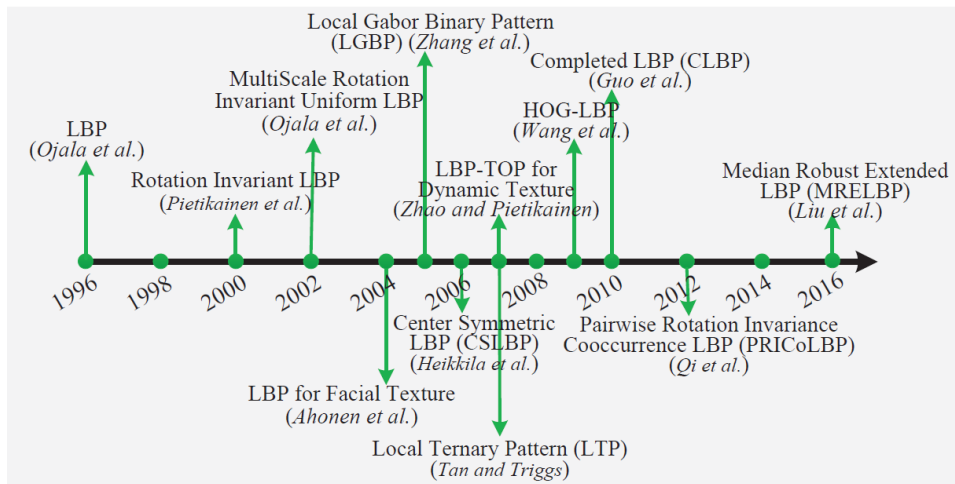 Local Gabor Binary Pattern
(LGBP) (Zhang et al.)
Completed LBP (CLBP)
(Guo et al.)
MultiScale Rotation
Invariant Uniform LBP
(Ojala et al.)
HOG-LBP
(Wang et al.)
LBP
(Ojala et al.)
Rotation Invariant LBP
(Pietikainen et al.)
LBP-TOP for
Dynamic Texture
(Zhao and Pietikainen)
Median Robust Extended
LBP (MRELBP)
(Liu et al.)
1996
1998
2000
2002
2004
2006
2008
2010
2012
2014
2016
Center Symmetric
LBP (CSLBP)
(Heikkila et al.)
Pairwise Rotation Invariance
Cooccurrence LBP (PRICoLBP)
(Qi et al.)
LBP for Facial Texture
(Ahonen et al.)
Local Ternary Pattern (LTP)
(Tan and Triggs)